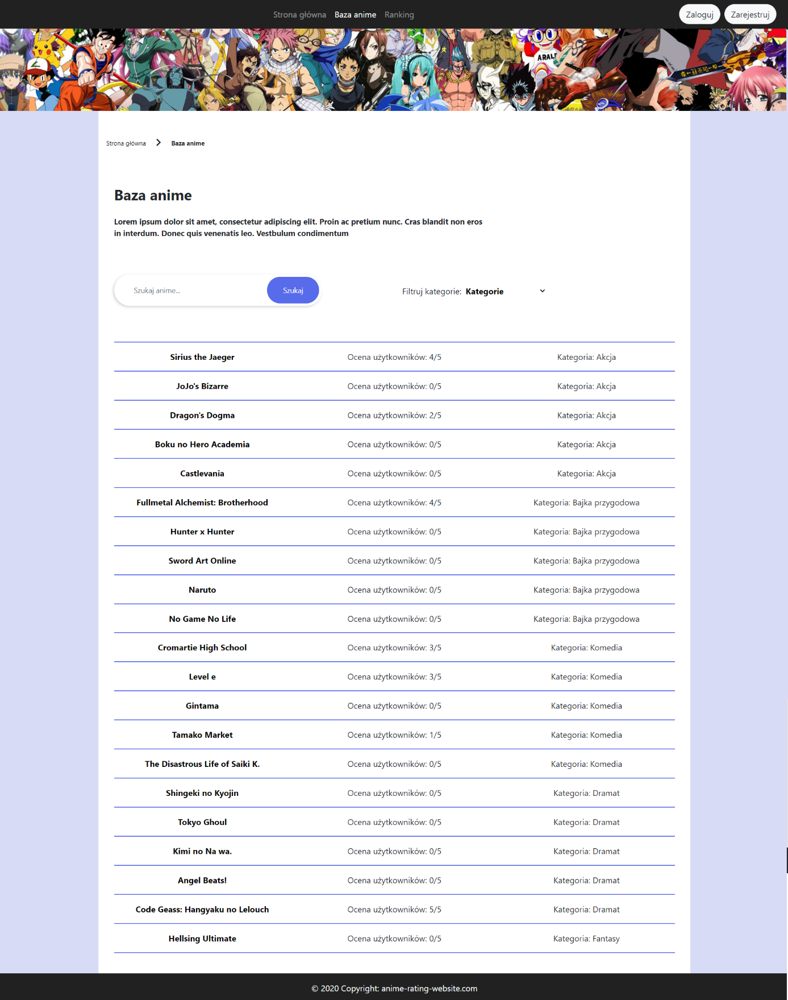 Strona główna Baza anime Ranking Zaloguj Zarejestruj
ARALE
Strona główna Baza anime
Baza anime
Lorem ipsum dolor sit amet, consectetur adipiscing elit. Proin ac pretium nunc. Cras blandit non eros
in interdum. Donec quis venenatis leo. Vestbulum condimentum
Szukaj anime... Szukaj Filtruj kategorie: Kategorie
Sirius the Jaeger Ocena użytkowników: 4/5 Kategoria: Akcja
JoJo's Bizarre Ocena użytkowników: 0/5 Kategoria: Akcja
Dragon's Dogma Ocena użytkowników: 2/5 Kategoria: Akcja
Boku no Hero Academia Ocena użytkowników: 0/5 Kategoria: Akcja
Castlevania Ocena użytkowników: 0/5 Kategoria: Akcja
Fullmetal Alchemist: Brotherhood Ocena użytkowników: 4/5 Kategoria: Bajka przygodowa
Hunter x Hunter Ocena użytkowników: 0/5 Kategoria: Bajka przygodowa
Sword Art Online Ocena użytkowników: 0/5 Kategoria: Bajka przygodowa
Naruto Ocena użytkowników: 0/5 Kategoria: Bajka przygodowa
No Game No Life Ocena użytkowników: 0/5 Kategoria: Bajka przygodowa
Cromartie High School Ocena użytkowników: 3/5 Kategoria: Komedia
Level e Ocena użytkowników: 3/5 Kategoria: Komedia
Gintama Ocena użytkowników: 0/5 Kategoria: Komedia
Tamako Market Ocena użytkowników: 1/5 Kategoria: Komedia
The Disastrous Life of Saiki K. Ocena użytkowników: 0/5 Kategoria: Komedia
Shingeki no Kyojin Ocena użytkowników: 0/5 Kategoria: Dramat
Tokyo Ghoul Ocena użytkowników: 0/5 Kategoria: Dramat
Kimi no Na wa. Ocena użytkowników: 0/5 Kategoria: Dramat
Angel Beats! Ocena użytkowników: 0/5 Kategoria: Dramat
Code Geass: Hangyaku no Lelouch Ocena użytkowników: 5/5 Kategoria: Dramat
Hellsing Ultimate Ocena użytkowników: 0/5 Kategoria: Fantasy
© 2020 Copyright: anime-rating-website.com